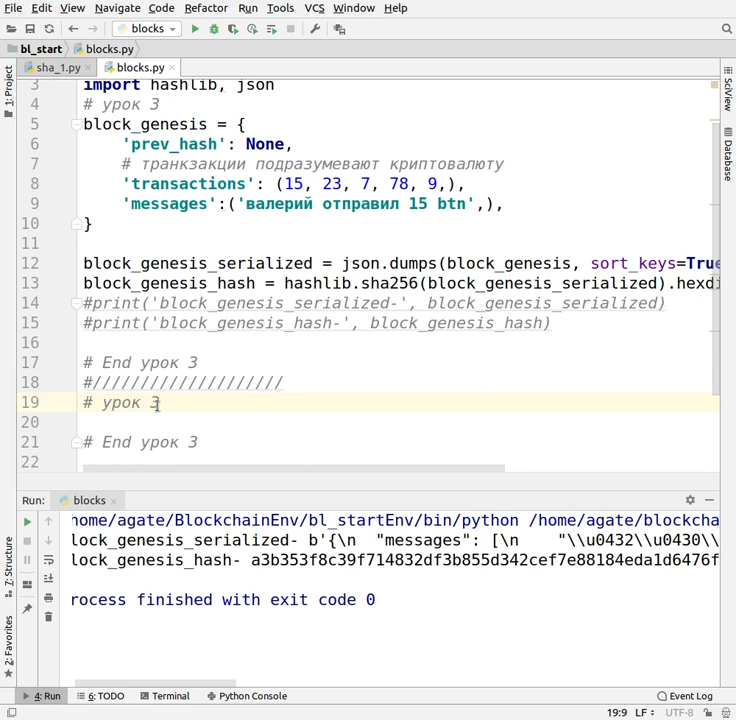 File Edit View Navigate Code Refactor Run Tools VCS Window Help
blocks
bl_start blocks.py
sha_1.py blocks.py
1: Project
SciView
Database
3 import hashlib, json
4 # урок 3
5 block_genesis = {
6 'prev_hash': None,
7 # транкзакции подразумевают криптовалюту
8 'transactions': (15, 23, 7, 78, 9,),
9 'messages':('валерий отправил 15 btn',),
10 }
11
12 block_genesis_serialized = json.dumps(block_genesis, sort_keys=True
13 block_genesis_hash = hashlib.sha256(block_genesis_serialized).hexdi
14 #print('block_genesis_serialized-', block_genesis_serialized)
15 #print('block_genesis_hash-', block_genesis_hash)
16
17 # End урок 3
18 #////////////////////
19 # урок 3
20
21 # End урок 3
22
Run: blocks
home/agate/BlockchainEnv/bl_startEnv/bin/python /home/agate/blockcha
lock_genesis_serialized- b'{\n "messages": [\n "\\u0432\\u0430\\
lock_genesis_hash- a3b353f8c39f714832df3b855d342cef7e88184eda1d6476f
rocess finished with exit code 0
7: Structure
2: Favorites
4: Run 6: TODO Terminal Python Console Event Log
19:9 LF UTF-8